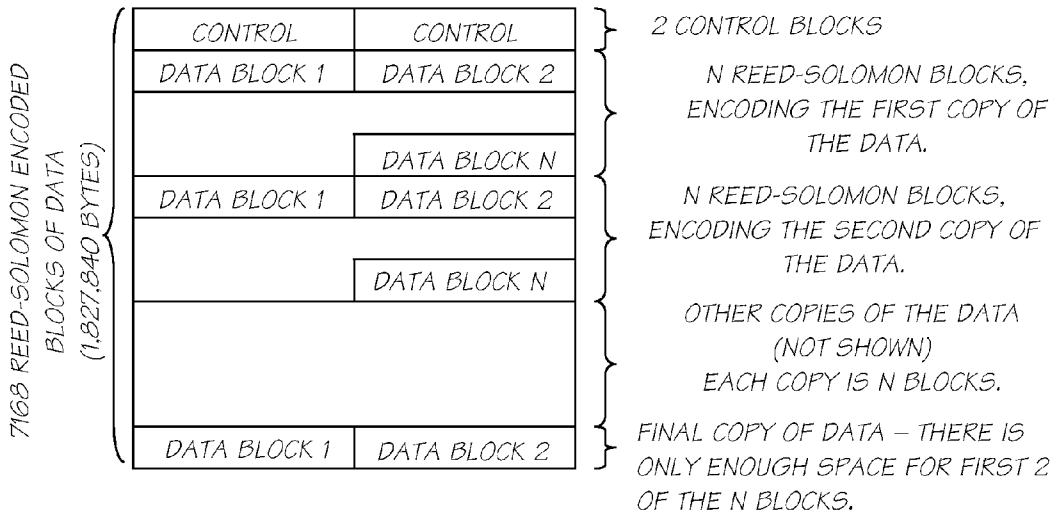 7168 REED-SOLOMON ENCODED
BLOCKS OF DATA
(1,827,840 BYTES)
CONTROL CONTROL
2 CONTROL BLOCKS
DATA BLOCK 1 DATA BLOCK 2
DATA BLOCK N
N REED-SOLOMON BLOCKS,
ENCODING THE FIRST COPY OF
THE DATA.
DATA BLOCK 1 DATA BLOCK 2
DATA BLOCK N
N REED-SOLOMON BLOCKS,
ENCODING THE SECOND COPY OF
THE DATA.
OTHER COPIES OF THE DATA
(NOT SHOWN)
EACH COPY IS N BLOCKS.
DATA BLOCK 1 DATA BLOCK 2
FINAL COPY OF DATA – THERE IS
ONLY ENOUGH SPACE FOR FIRST 2
OF THE N BLOCKS.